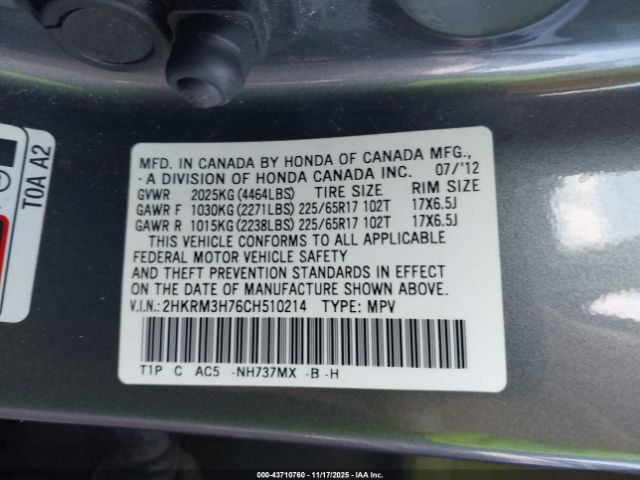 MFD. IN CANADA BY HONDA OF CANADA MFG.,
A DIVISION OF HONDA CANADA INC. 07/'12
GVWR 2025KG (4464LBS) TIRE SIZE RIM SIZE
GAWR F 1030KG (2271LBS) 225/65R17 102T 17X6.5J
GAWR R 1015KG (2238LBS) 225/65R17 102T 17X6.5J
THIS VEHICLE CONFORMS TO ALL APPLICABLE
FEDERAL MOTOR VEHICLE SAFETY
AND THEFT PREVENTION STANDARDS IN EFFECT
ON THE DATE OF MANUFACTURE SHOWN ABOVE.
V.I.N.: 2HKRM3H76CH510214 TYPE: MPV
T1P C AC5 -NH737MX -B -H
T0A A2
000-43710760 - 11/17/2025 - IAA Inc.